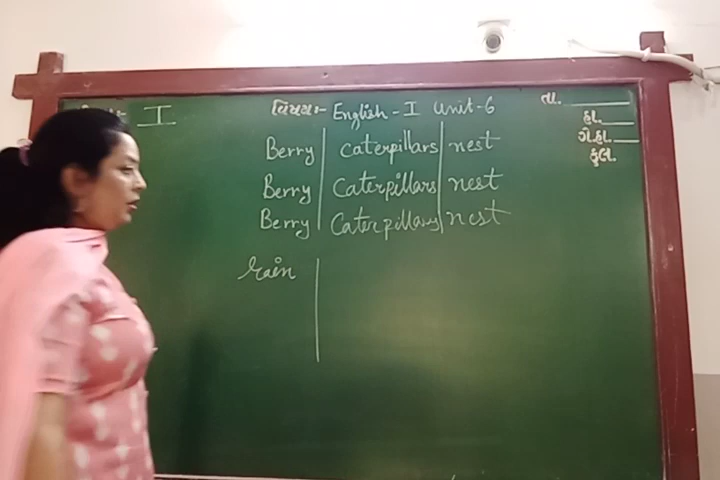 I વિષય:- English - I Unit-6 તા.
હા.
ગે.હા.
કુલ.
Berry caterpillars nest
Berry Caterpillars nest
Berry Caterpillars nest
rain